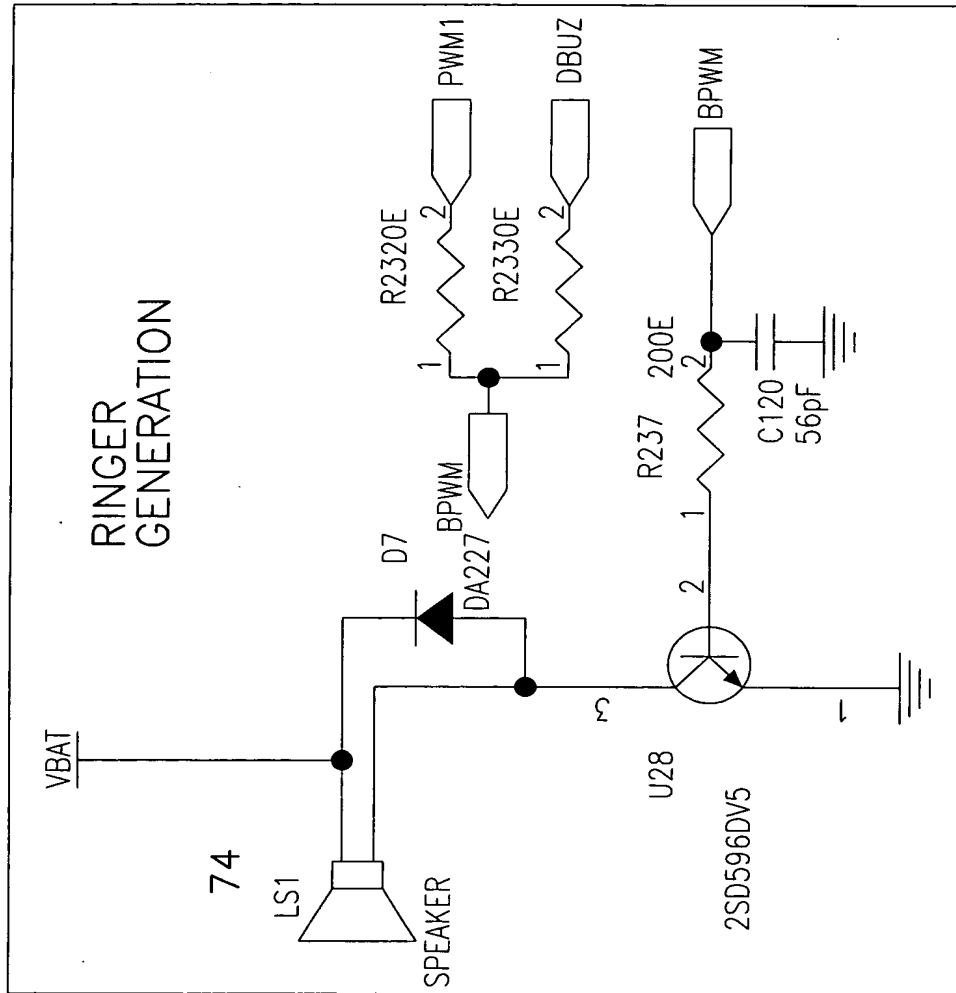 RINGER
GENERATION
VBAT
74
LS1
SPEAKER
D7
DA227
BPWM
1
R2320E
2
PWM1
1
R2330E
2
DBUZ
3
U28
2SD596DV5
1
2
1
R237
200E
2
BPWM
C120
56pF